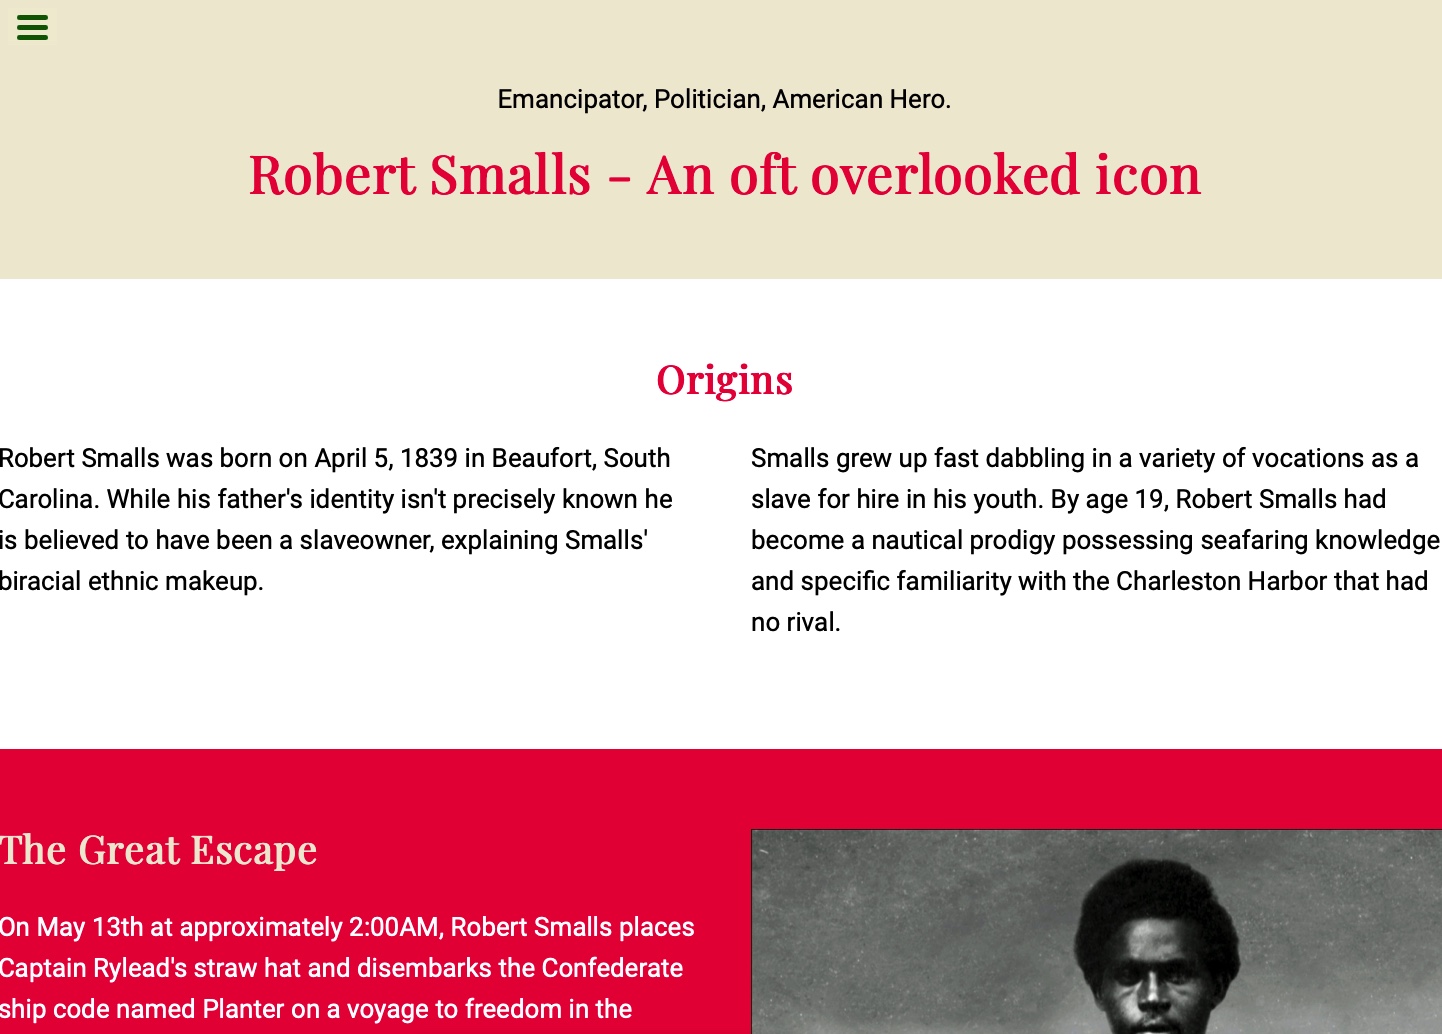 Emancipator, Politician, American Hero.
Robert Smalls - An oft overlooked icon
Origins
Robert Smalls was born on April 5, 1839 in Beaufort, South
Carolina. While his father's identity isn't precisely known he
is believed to have been a slaveowner, explaining Smalls'
biracial ethnic makeup.
Smalls grew up fast dabbling in a variety of vocations as a
slave for hire in his youth. By age 19, Robert Smalls had
become a nautical prodigy possessing seafaring knowledge
and specific familiarity with the Charleston Harbor that had
no rival.
The Great Escape
On May 13th at approximately 2:00AM, Robert Smalls places
Captain Rylead's straw hat and disembarks the Confederate
ship code named Planter on a voyage to freedom in the